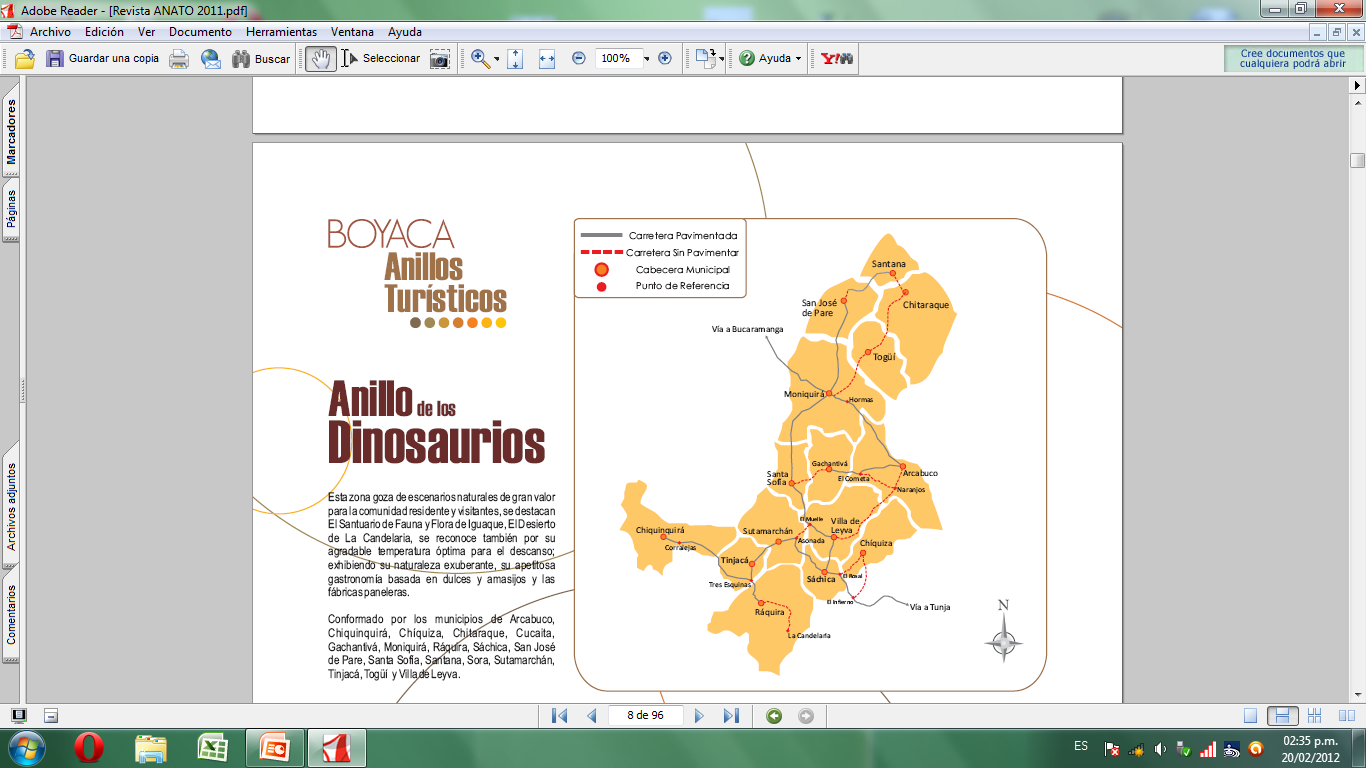 Adobe Reader - [Revista ANATO 2011.pdf]
Archivo Edición Ver Documento Herramientas Ventana Ayuda
Guardar una copia Buscar Seleccionar 100% Ayuda Y!
Cree documentos que
cualquiera podrá abrir
Marcadores
Páginas
Archivos adjuntos
Comentarios
BOYACA
Anillos
Turísticos
Anillo de los
Dinosaurios
Esta zona goza de escenarios naturales de gran valor
para la comunidad residente y visitantes, se destacan
El Santuario de Fauna y Flora de Iguaque, El Desierto
de La Candelaria, se reconoce también por su
agradable temperatura óptima para el descanso;
exhibiendo su naturaleza exuberante, su apetitosa
gastronomía basada en dulces y amasijos y las
fábricas paneleras.
Conformado por los municipios de Arcabuco,
Chiquinquirá, Chíquiza, Chitaraque, Cucaita,
Gachantivá, Moniquirá, Ráquira, Sáchica, San José
de Pare, Santa Sofía, Santana, Sora, Sutamarchán,
Tinjacá, Togüí y Villa de Leyva.
Carretera Pavimentada
Carretera Sin Pavimentar
Cabecera Municipal
Punto de Referencia
Santana
San José
de Pare
Chitaraque
Vía a Bucaramanga
Togüí
Moniquirá
Hormas
Gachantivá
Santa
Sofía
El Cometa
Arcabuco
Naranjos
El Muelle
Villa de
Leyva
Chiquinquirá
Corralejas
Sutamarchán
Asonada
Chíquiza
Tinjacá
Sáchica
El Rosal
Tres Esquinas
El Infierno
Vía a Tunja
Ráquira
La Candelaria
N
8 de 96
ES
02:35 p.m.
20/02/2012